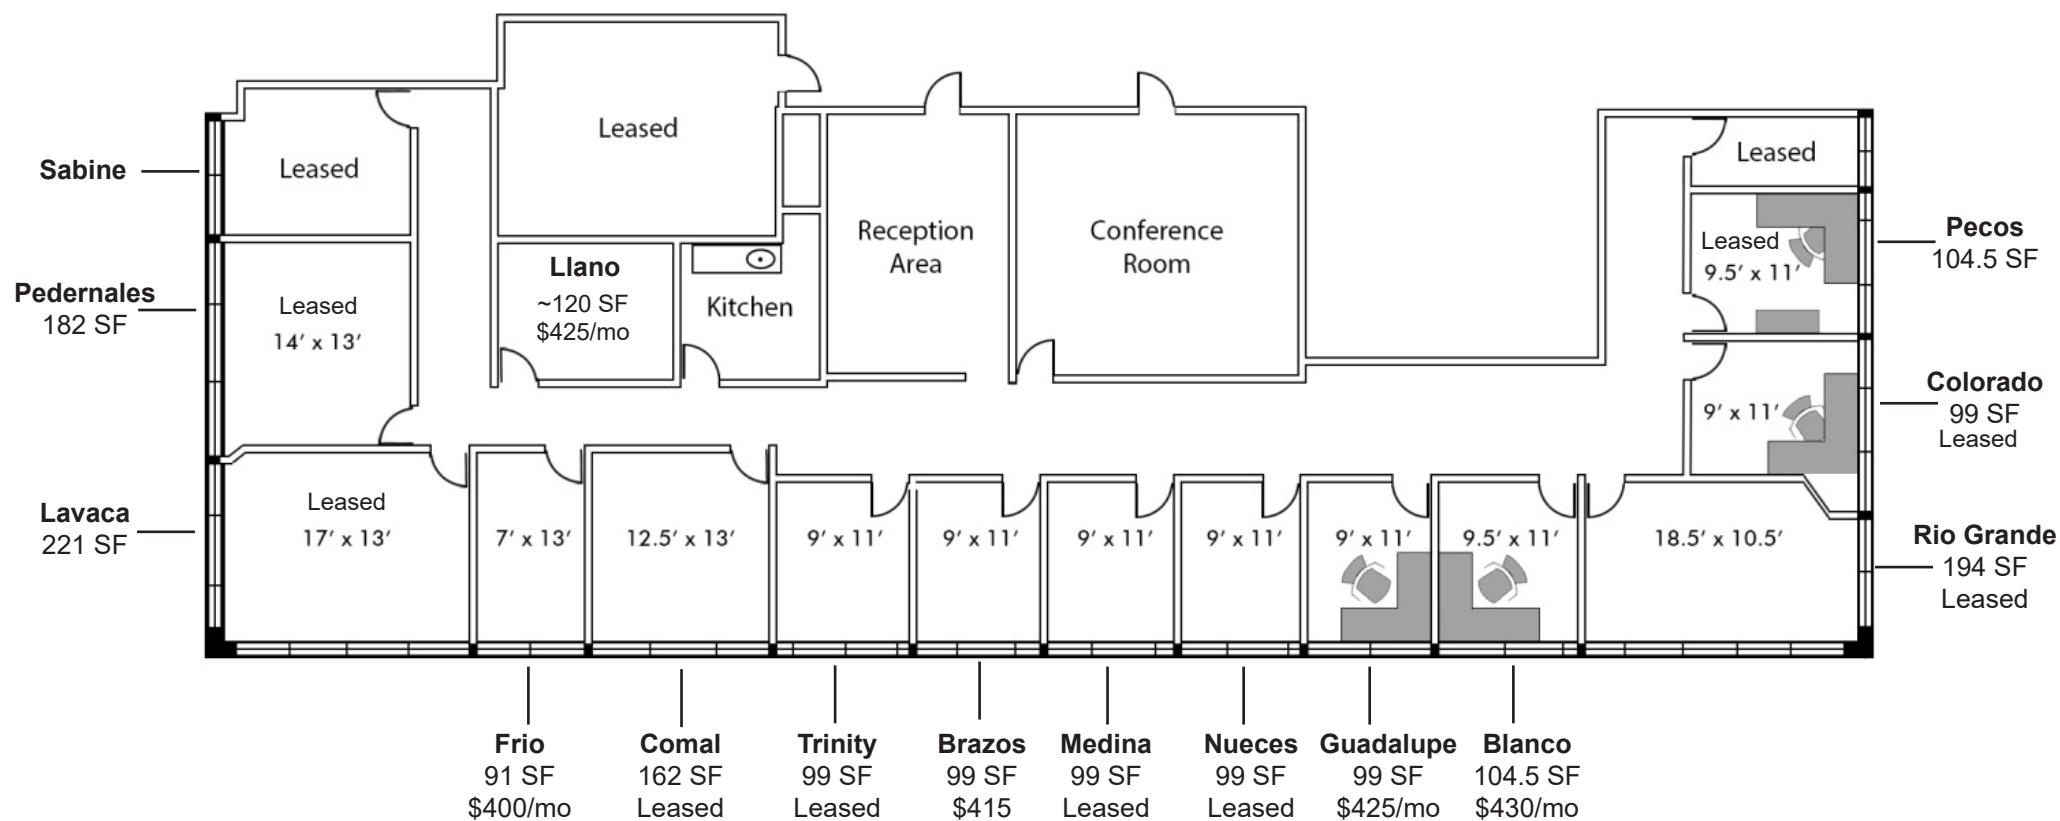 Leased
Leased
Sabine
Leased
Reception
Area
Conference
Room
Pecos
104.5 SF
Leased
9.5’ x 11’
Llano
~120 SF
$425/mo
Kitchen
Pedernales
182 SF
Leased
14’ x 13’
Colorado
99 SF
Leased
9’ x 11’
Lavaca
221 SF
Leased
17’ x 13’
7’ x 13’
12.5’ x 13’
9’ x 11’
9’ x 11’
9’ x 11’
9’ x 11’
9’ x 11’
9.5’ x 11’
18.5’ x 10.5’
Rio Grande
194 SF
Leased
Frio
91 SF
$400/mo
Comal
162 SF
Leased
Trinity
99 SF
Leased
Brazos
99 SF
$415
Medina
99 SF
Leased
Nueces
99 SF
Leased
Guadalupe
99 SF
$425/mo
Blanco
104.5 SF
$430/mo